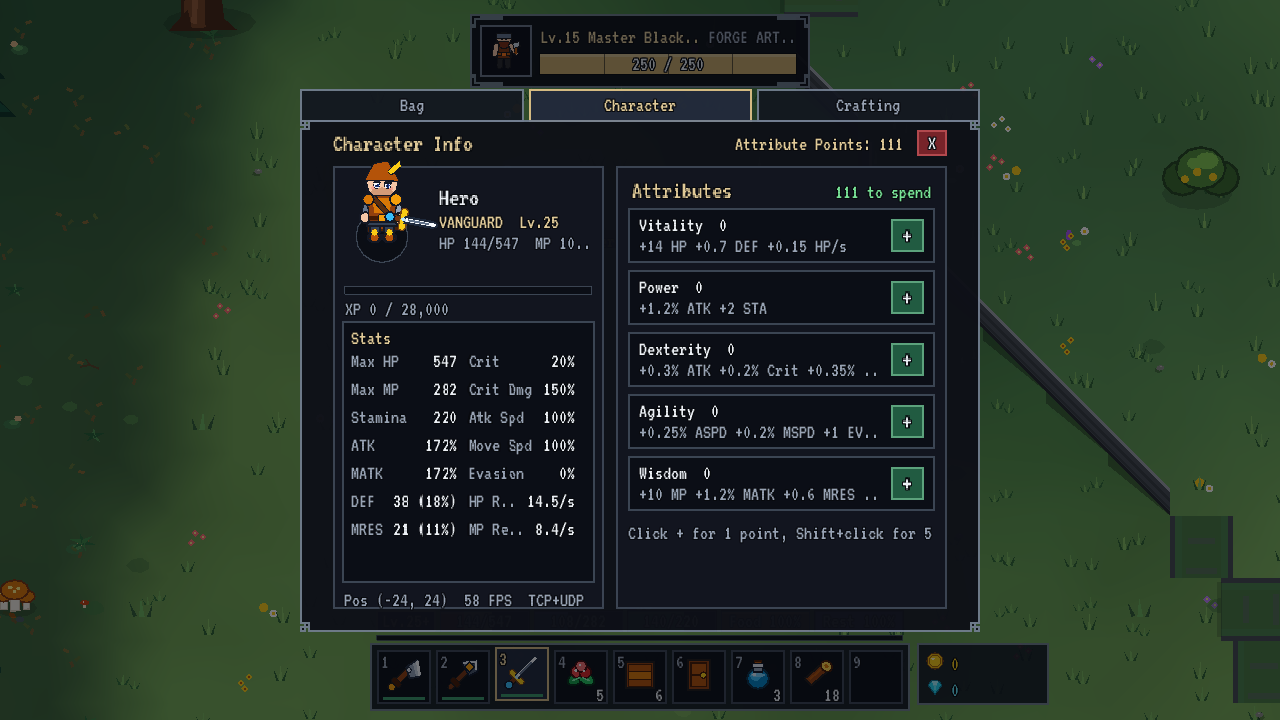 Lv.15 Master Black.. FORGE ART..
250 / 250
Bag
Character
Crafting
Character Info
Attribute Points: 111
X
Hero
VANGUARD Lv.25
HP 144/547 MP 10..
XP 0 / 28,000
Stats
Max HP 547 Crit 20%
Max MP 282 Crit Dmg 150%
Stamina 220 Atk Spd 100%
ATK 172% Move Spd 100%
MATK 172% Evasion 0%
DEF 38 (18%) HP R.. 14.5/s
MRES 21 (11%) MP Re.. 8.4/s
Pos (-24, 24) 58 FPS TCP+UDP
Attributes
111 to spend
Vitality 0
+14 HP +0.7 DEF +0.15 HP/s
+
Power 0
+1.2% ATK +2 STA
+
Dexterity 0
+0.3% ATK +0.2% Crit +0.35% ..
+
Agility 0
+0.25% ASPD +0.2% MSPD +1 EV..
+
Wisdom 0
+10 MP +1.2% MATK +0.6 MRES ..
+
Click + for 1 point, Shift+click for 5
1 2 3 4 5 6 7 8 9
5 6 3 18
0
0